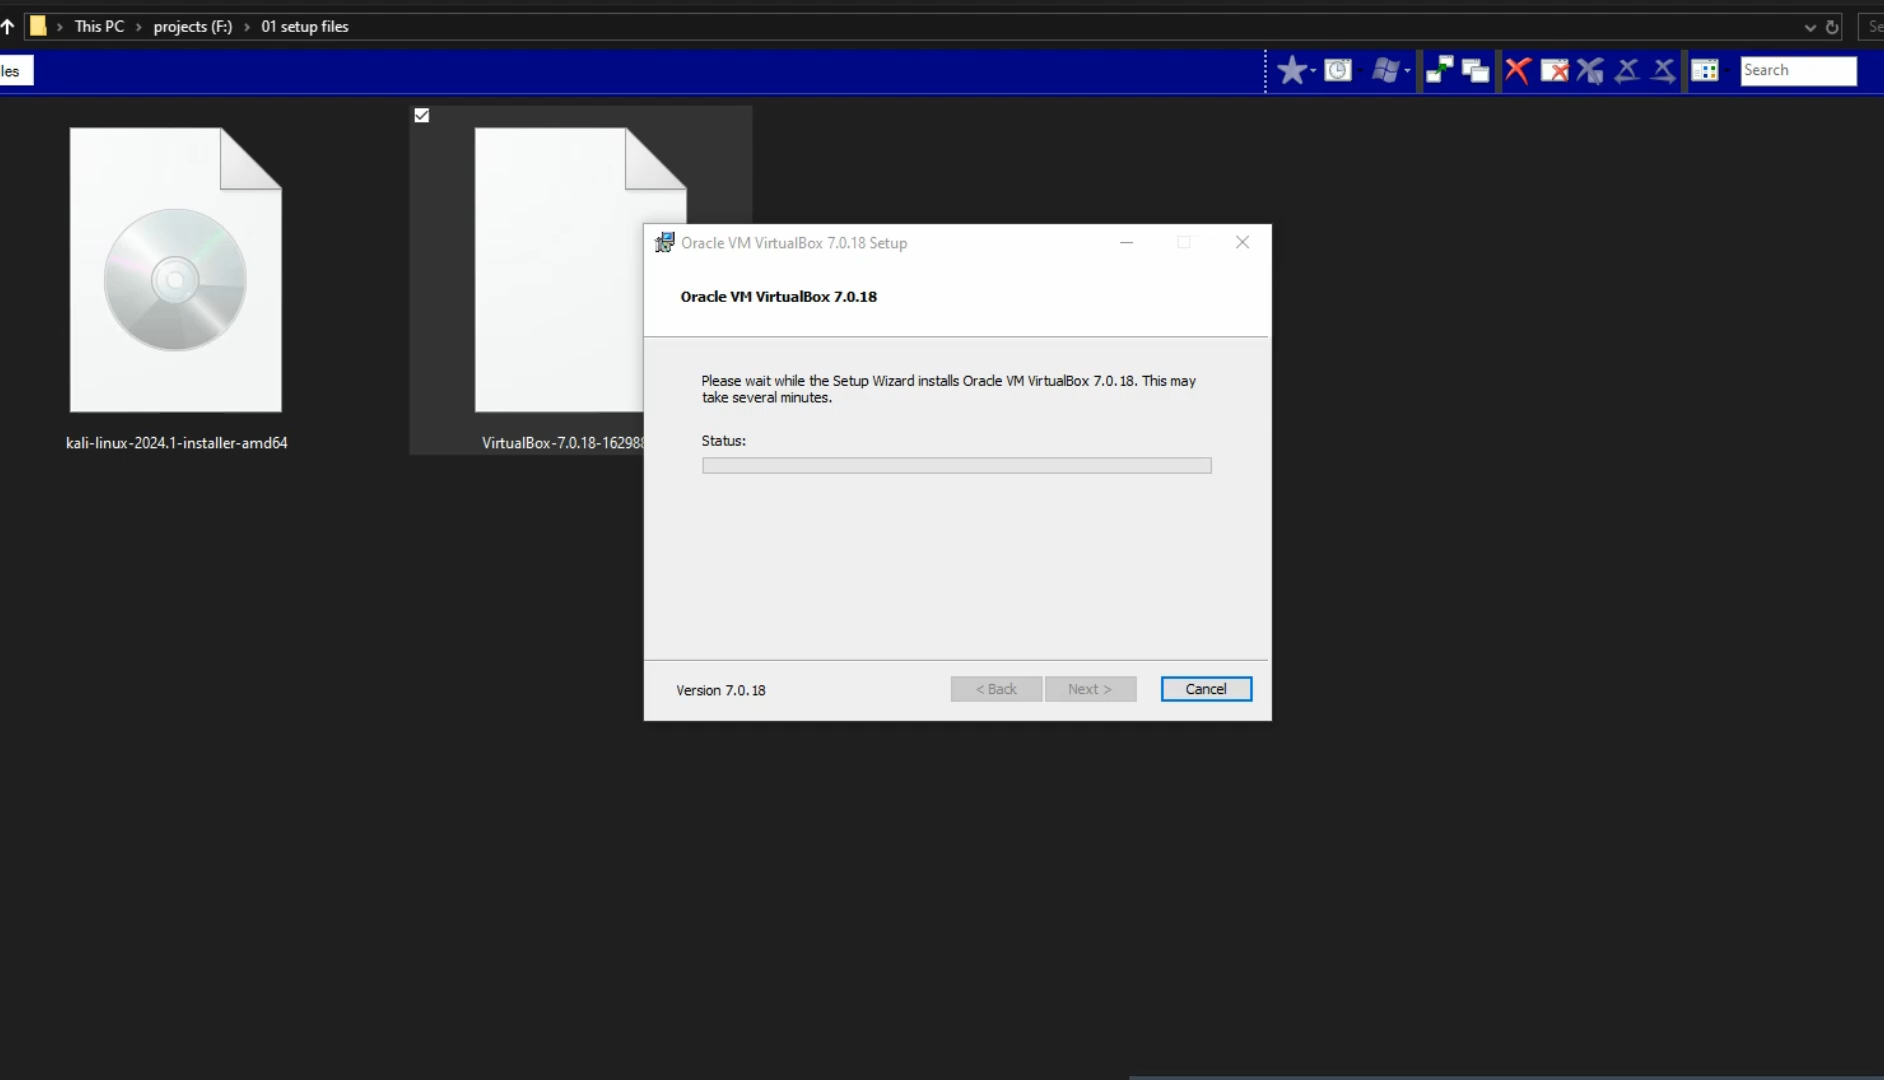 This PC > projects (F:) > 01 setup files
Se
les
Search
kali-linux-2024.1-installer-amd64
VirtualBox-7.0.18-16298
Oracle VM VirtualBox 7.0.18 Setup
Oracle VM VirtualBox 7.0.18
Please wait while the Setup Wizard installs Oracle VM VirtualBox 7.0.18. This may
take several minutes.
Status:
Version 7.0.18
< Back
Next >
Cancel